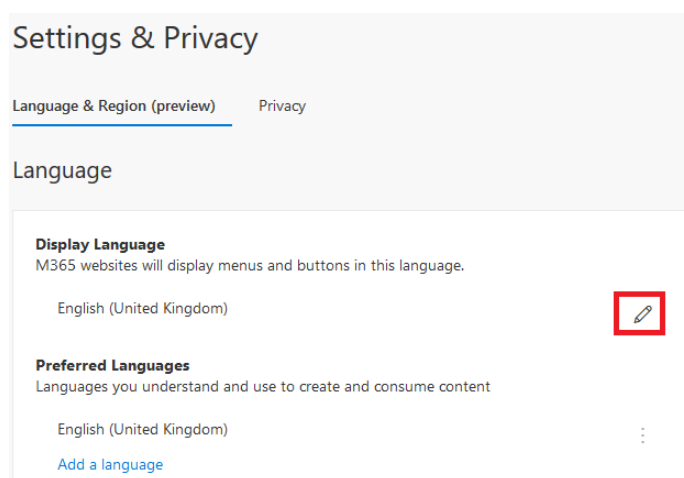 Settings & Privacy
Language & Region (preview) Privacy
Language
Display Language
M365 websites will display menus and buttons in this language.
English (United Kingdom)
Preferred Languages
Languages you understand and use to create and consume content
English (United Kingdom)
Add a language